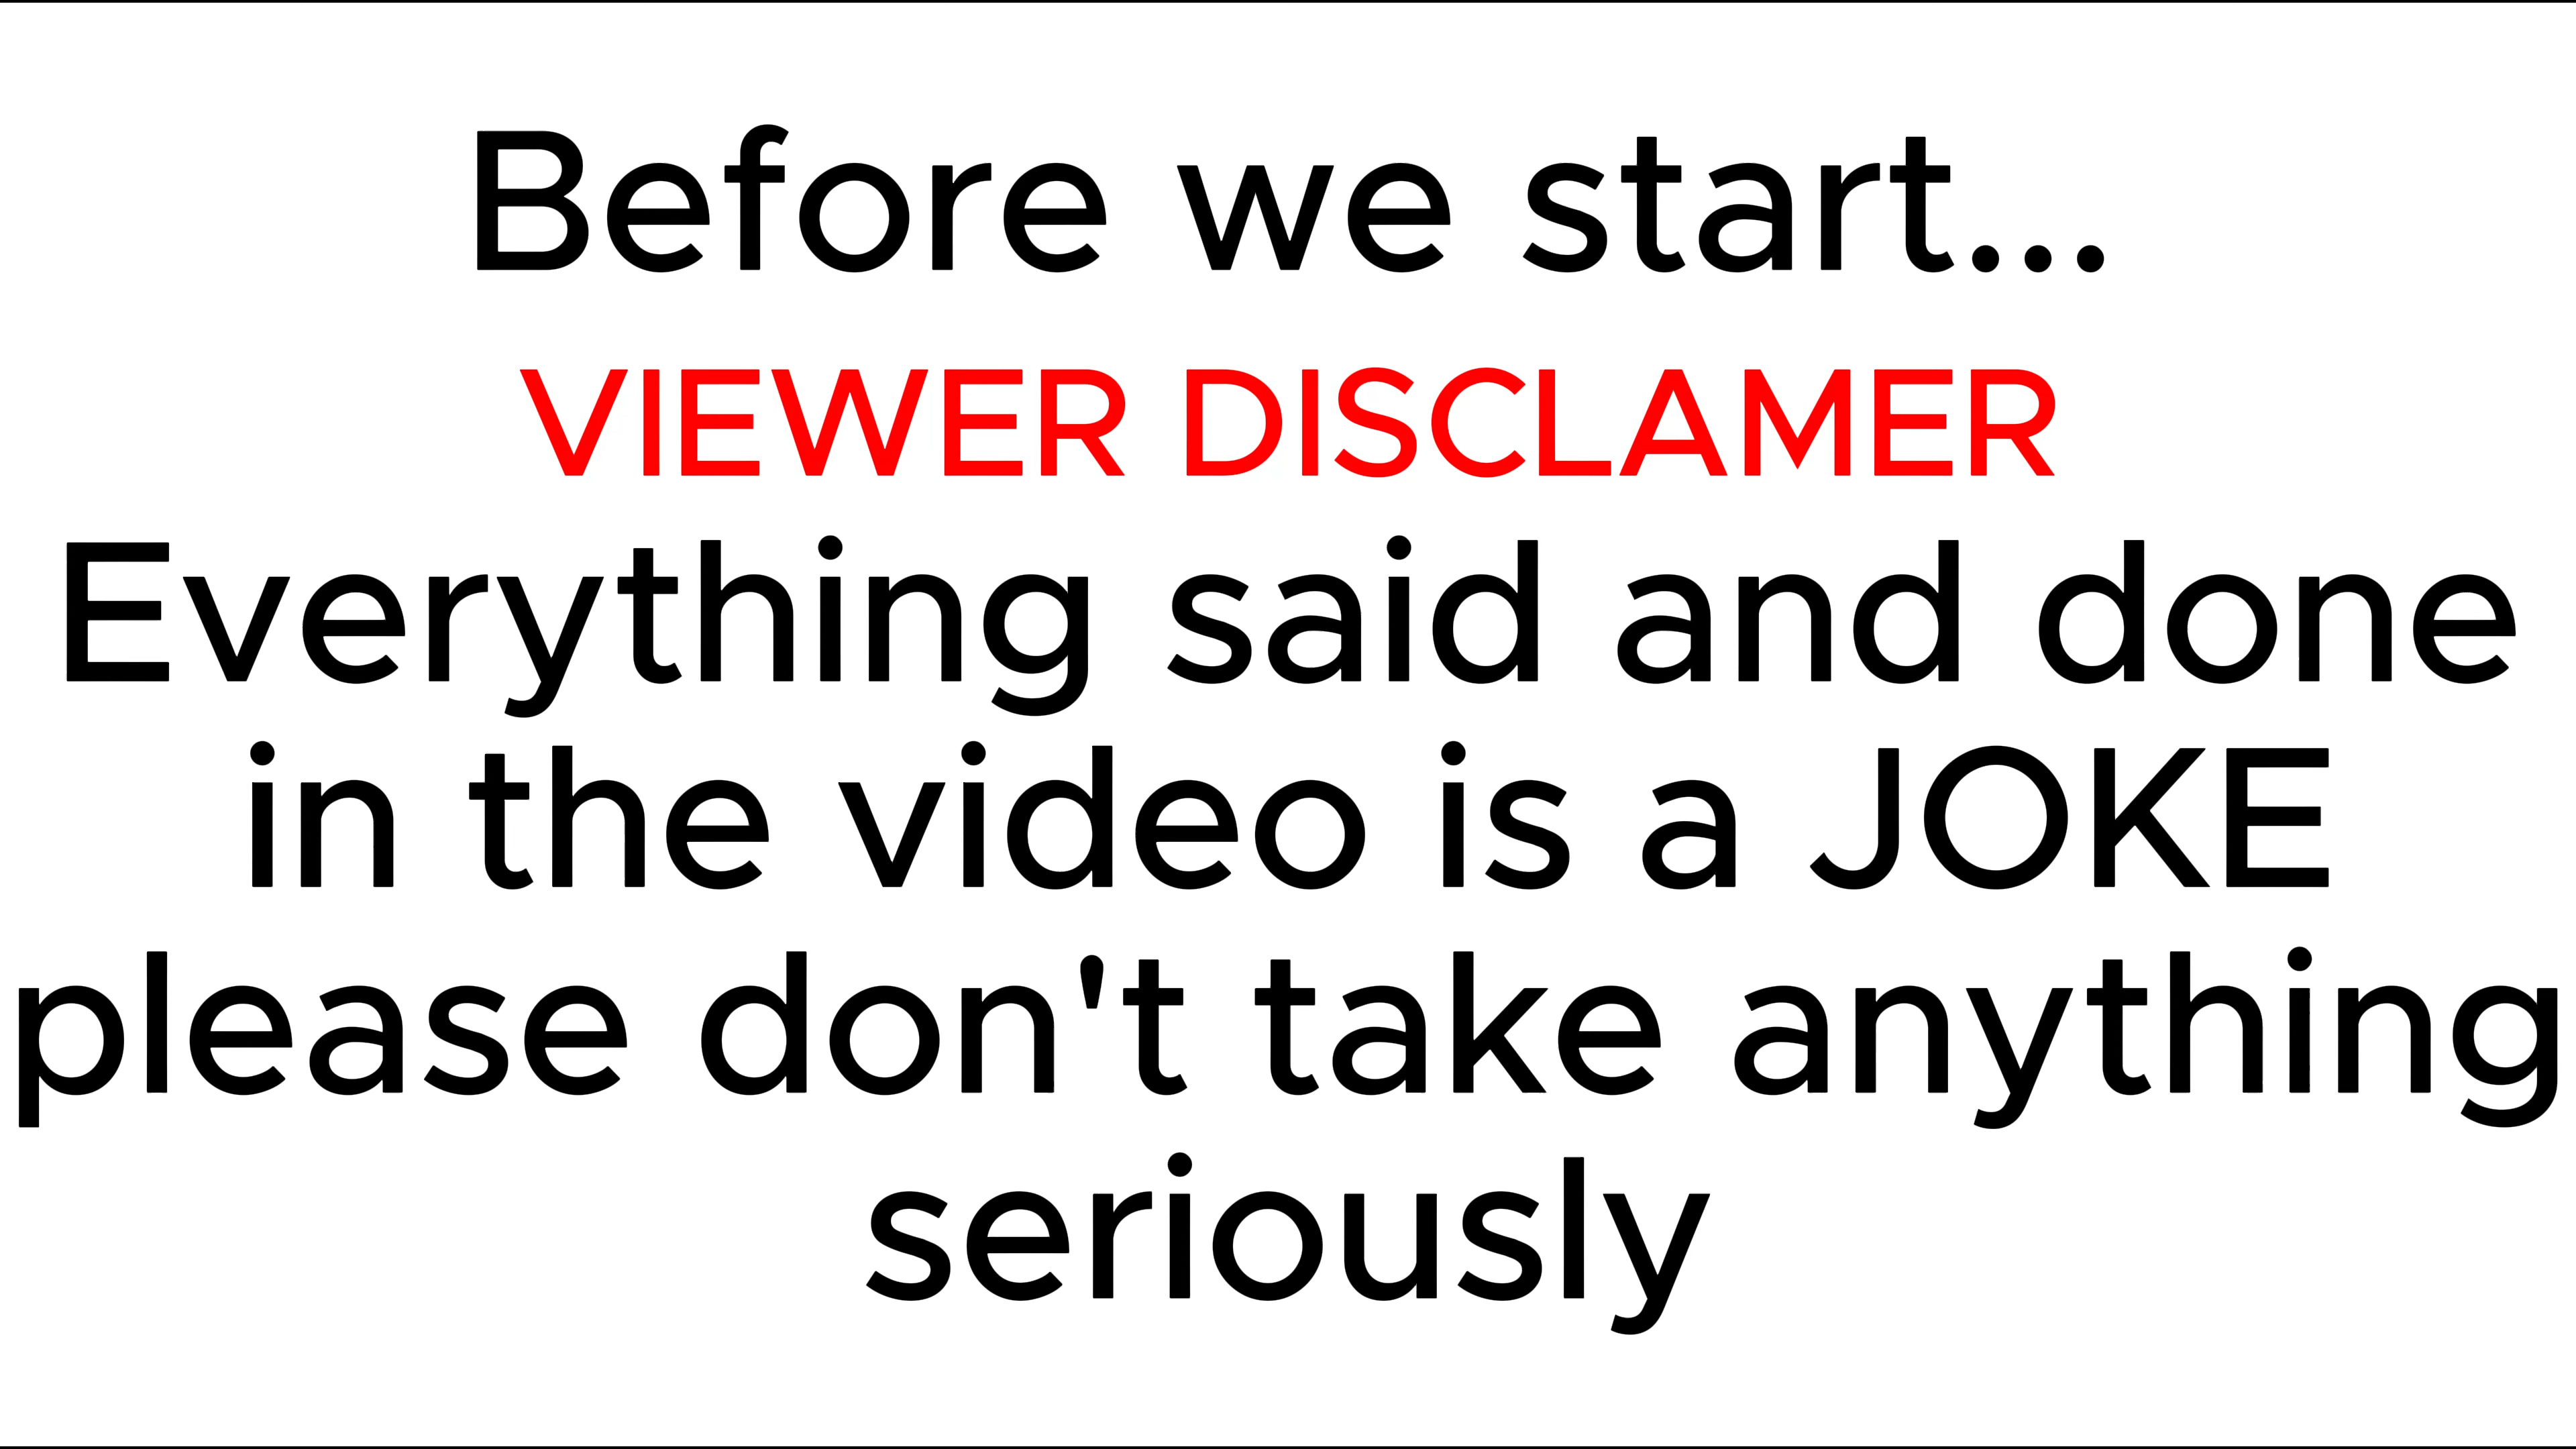 Before we start...
VIEWER DISCLAMER
Everything said and done
in the video is a JOKE
please don't take anything
seriously